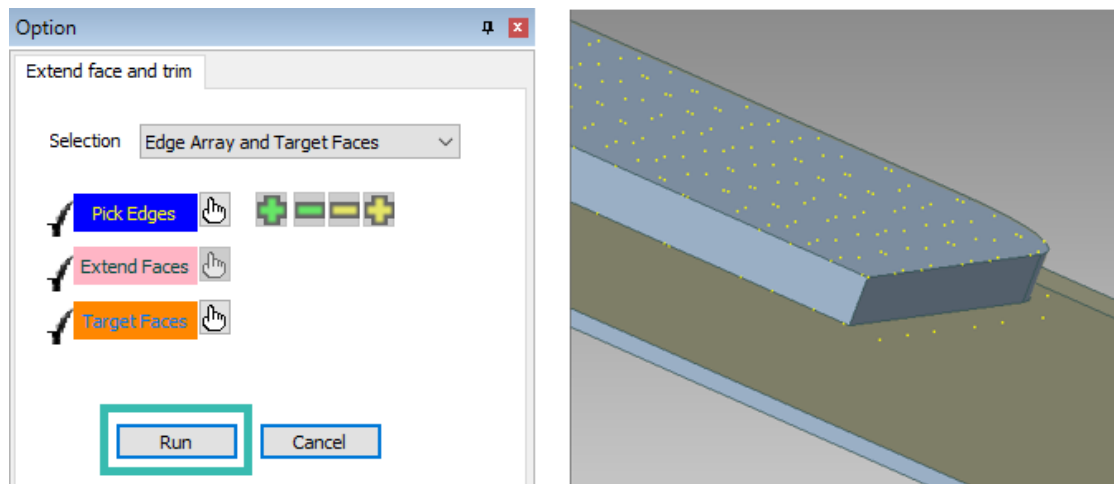 Option
Extend face and trim
Selection Edge Array and Target Faces
Pick Edges
Extend Faces
Target Faces
Run Cancel